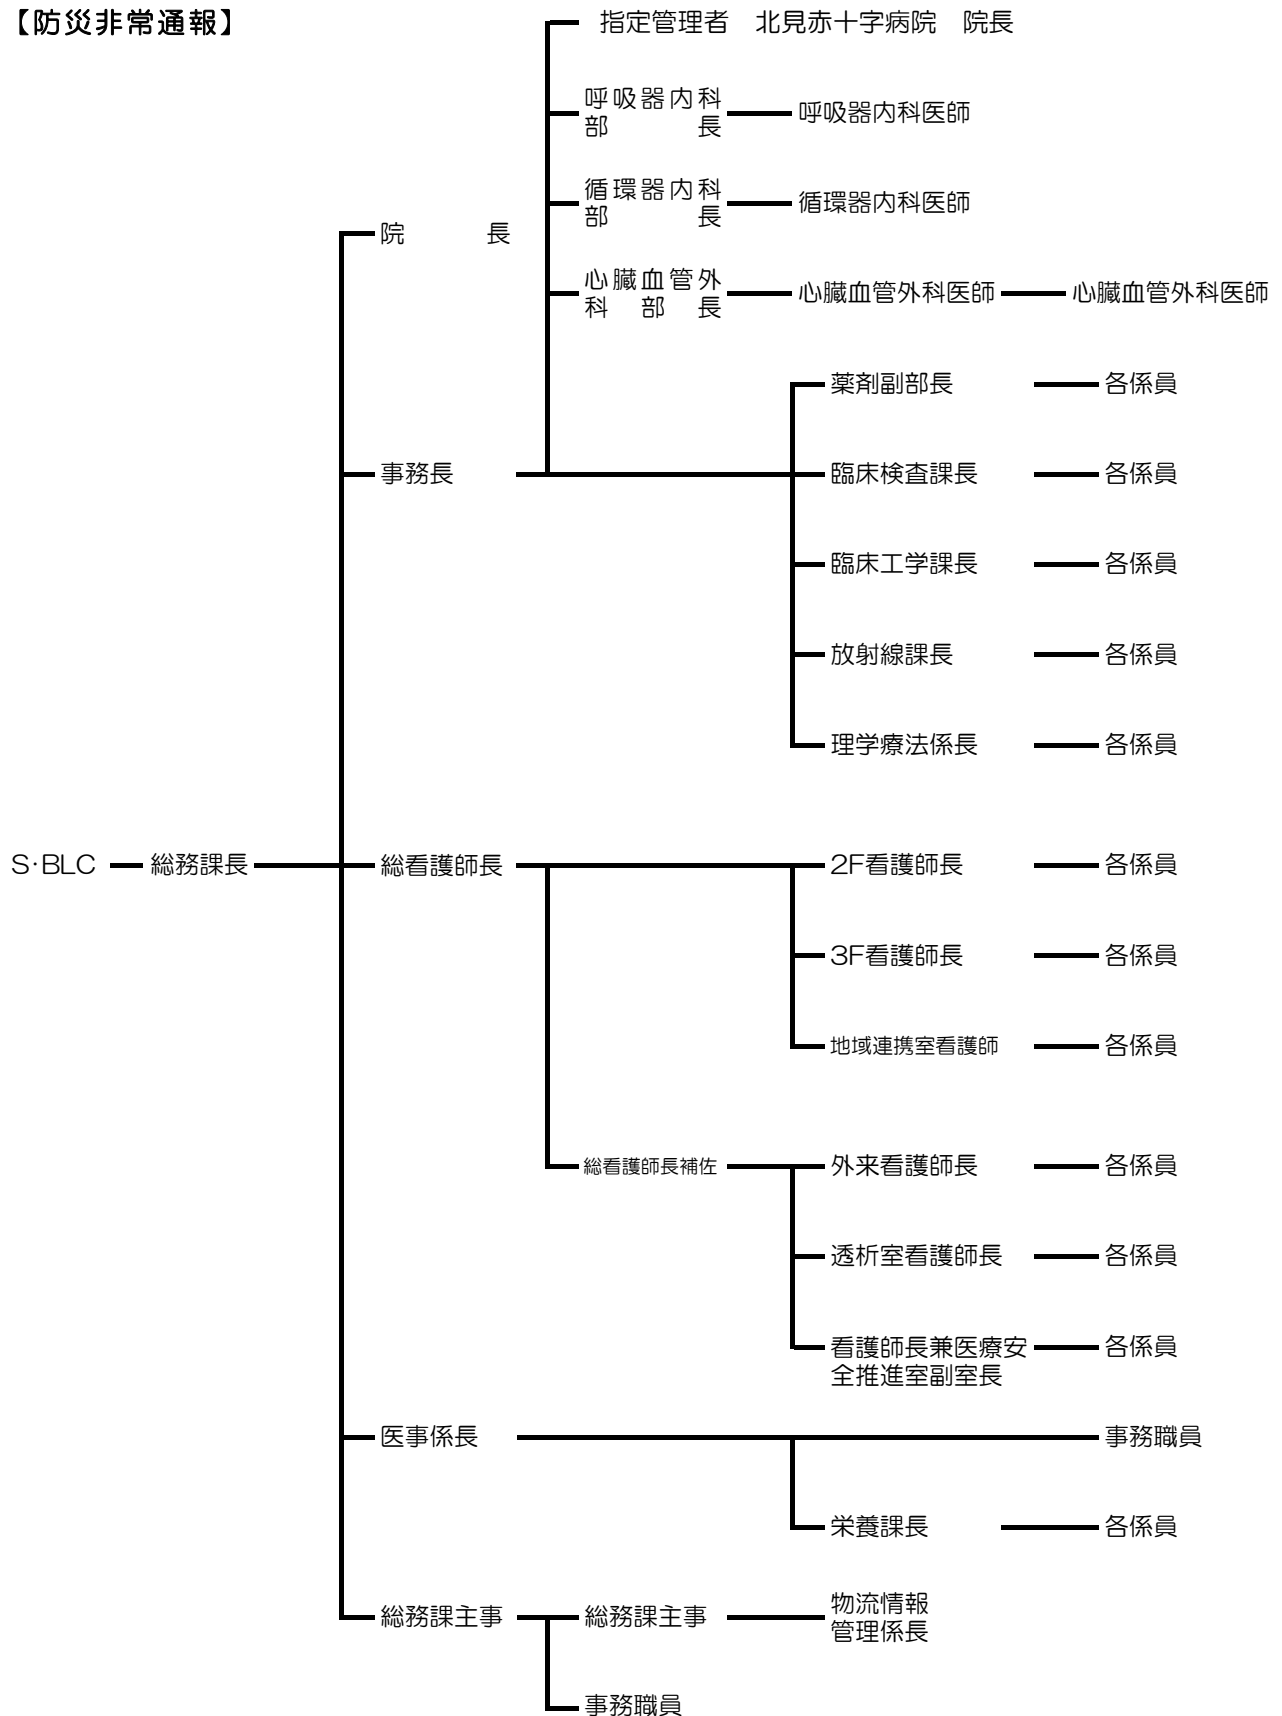 【防災非常通報】
指定管理者　北見赤十字病院　院長
呼吸器内科
部長
呼吸器内科医師
循環器内科
部長
循環器内科医師
院長
心臓血管外
科部長
心臓血管外科医師
心臓血管外科医師
薬剤副部長
各係員
事務長
臨床検査課長
各係員
臨床工学課長
各係員
放射線課長
各係員
理学療法係長
各係員
S·BLC
総務課長
総看護師長
2F看護師長
各係員
3F看護師長
各係員
地域連携室看護師
各係員
総看護師長補佐
外来看護師長
各係員
透析室看護師長
各係員
看護師長兼医療安
全推進室副室長
各係員
医事係長
事務職員
栄養課長
各係員
総務課主事
総務課主事
物流情報
管理係長
事務職員